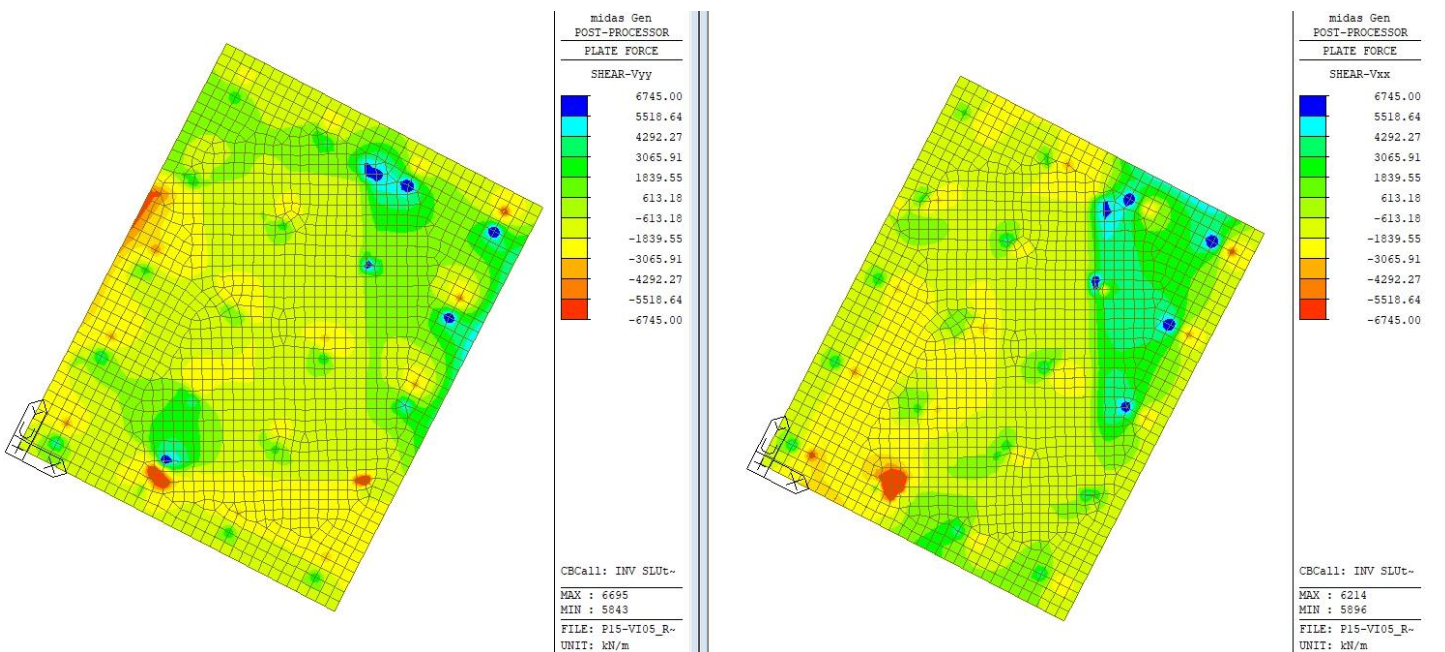 midas Gen
POST-PROCESSOR
PLATE FORCE
SHEAR-Vyy
6745.00
5518.64
4292.27
3065.91
1839.55
613.18
-613.18
-1839.55
-3065.91
-4292.27
-5518.64
-6745.00
CBCall: INV SLUt~
MAX : 6695
MIN : 5843
FILE: P15-VI05_R~
UNIT: kN/m
midas Gen
POST-PROCESSOR
PLATE FORCE
SHEAR-Vxx
6745.00
5518.64
4292.27
3065.91
1839.55
613.18
-613.18
-1839.55
-3065.91
-4292.27
-5518.64
-6745.00
CBCall: INV SLUt~
MAX : 6214
MIN : 5896
FILE: P15-VI05_R~
UNIT: kN/m